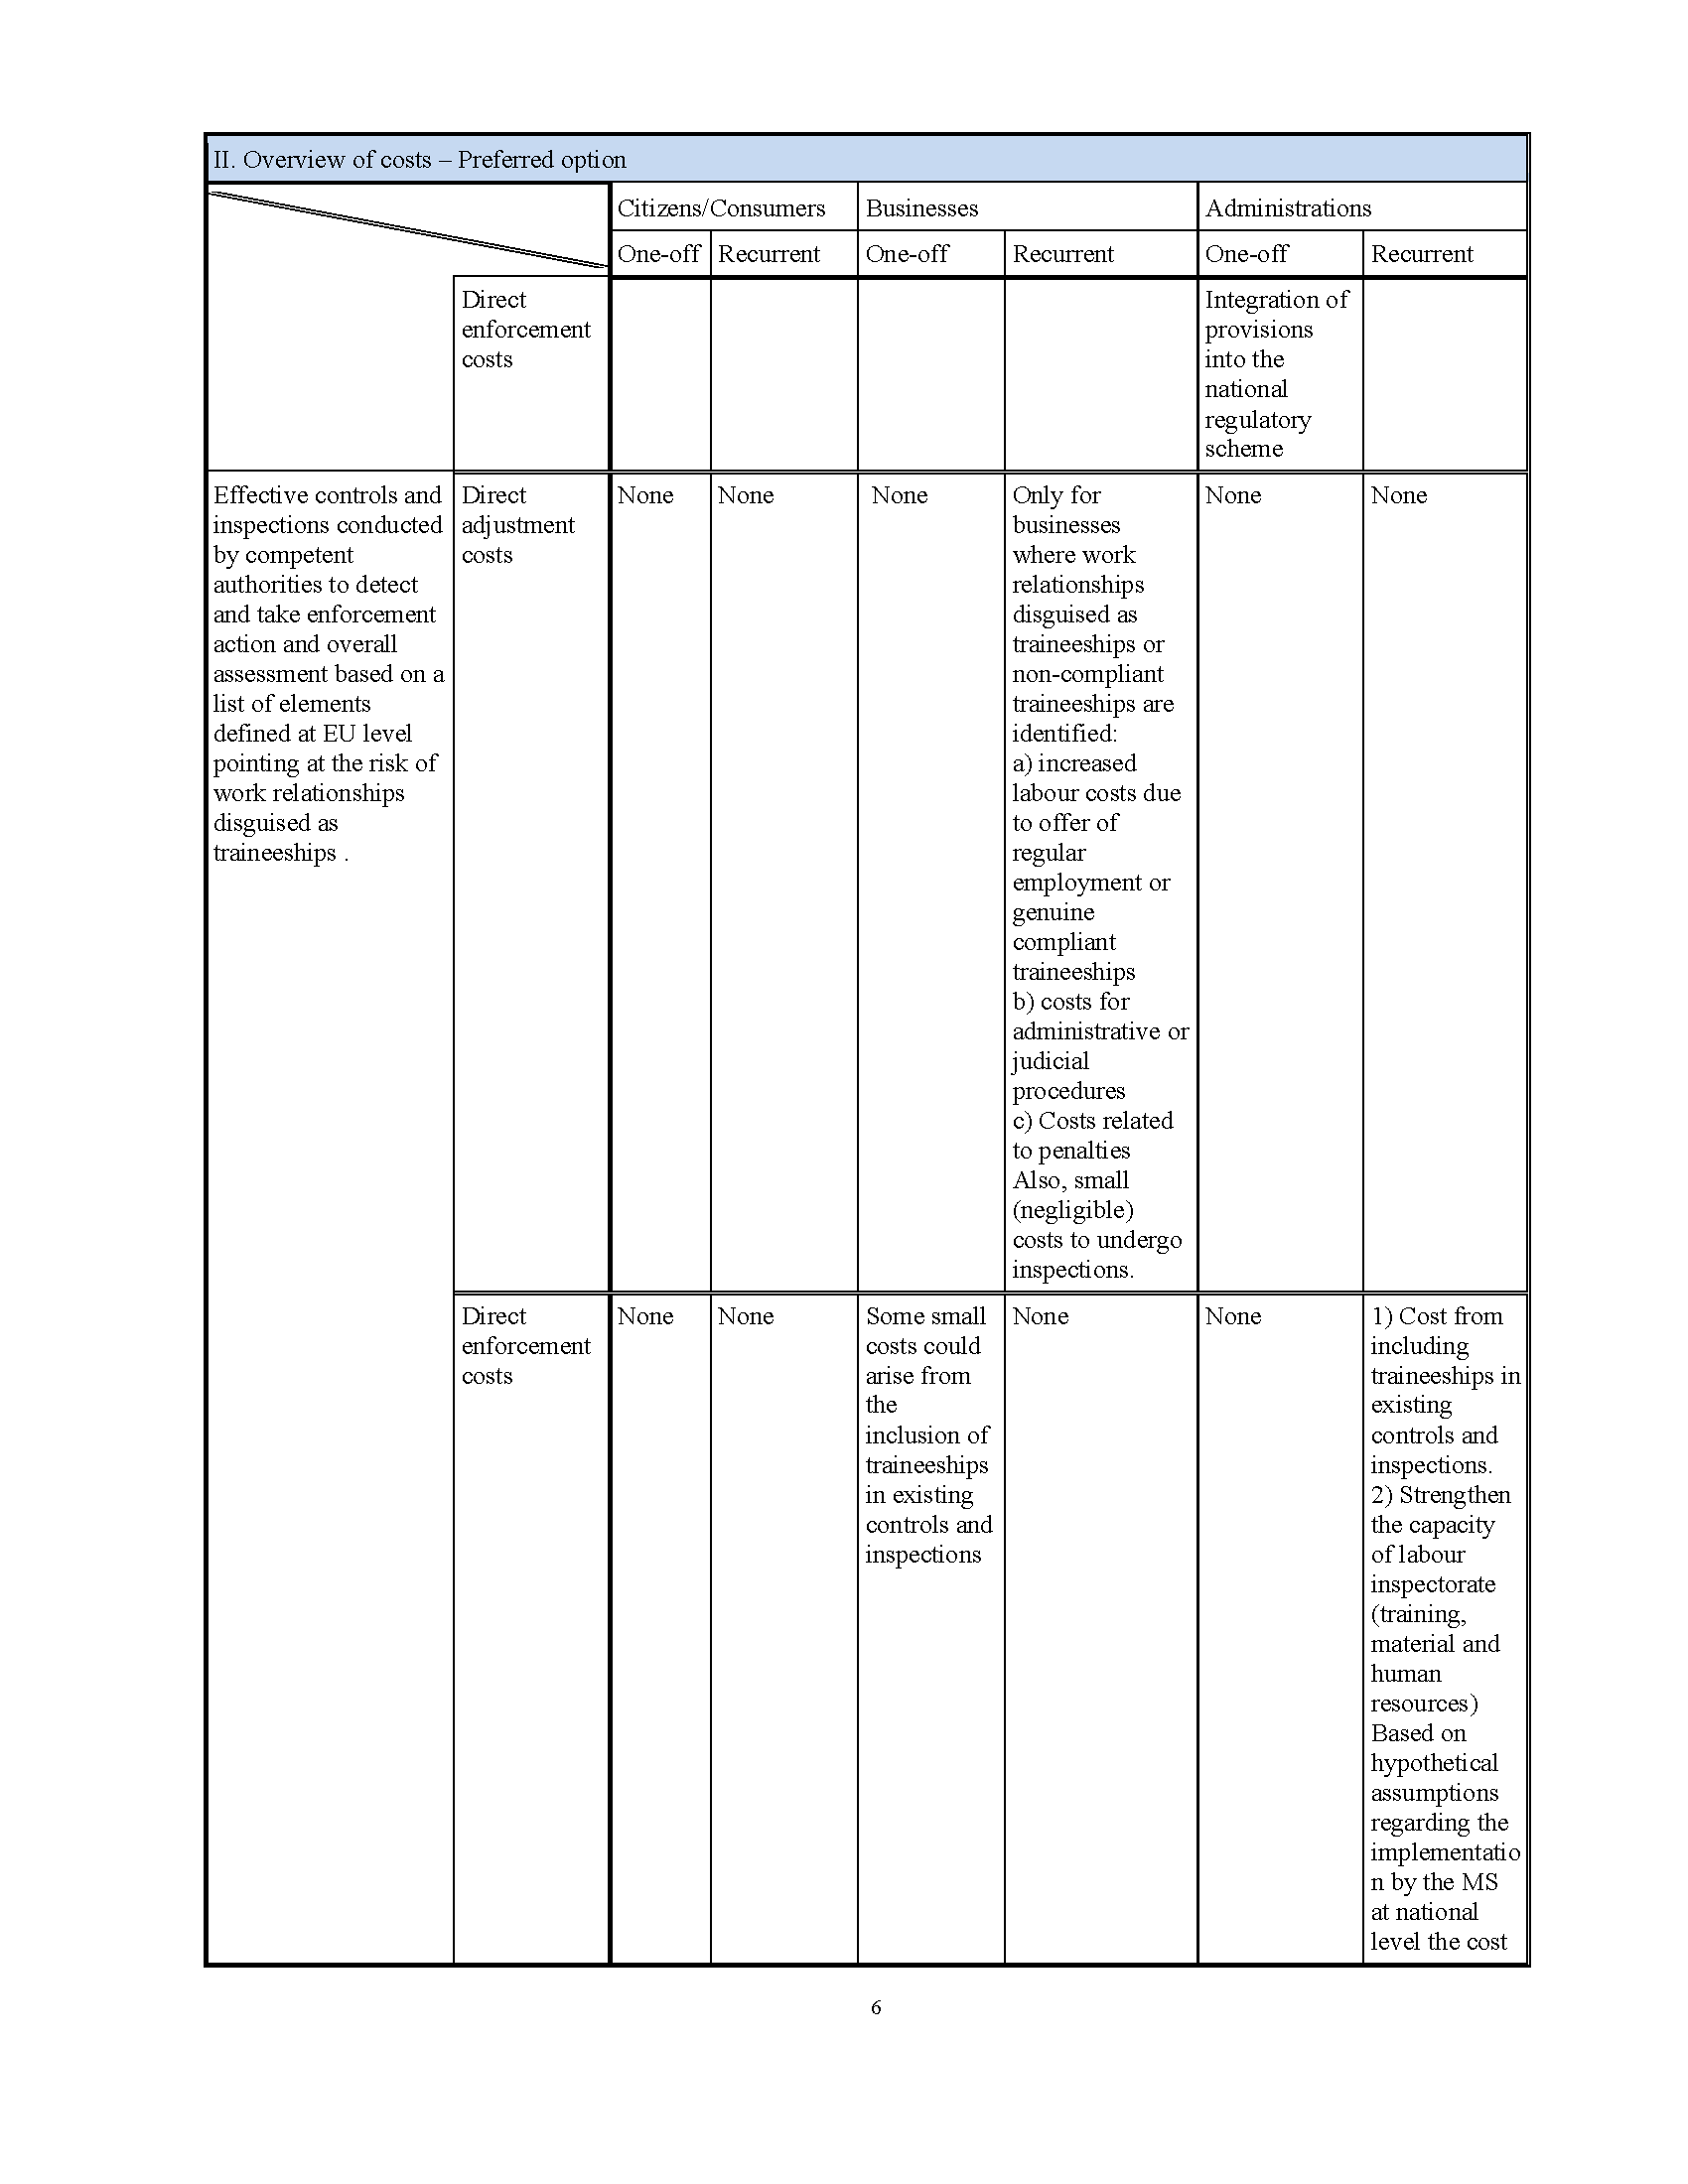 II. Overview of costs – Preferred option
Citizens/Consumers
Businesses
Administrations
One-off
Recurrent
One-off
Recurrent
One-off
Recurrent
Direct
enforcement
costs
Integration of
provisions
into the
national
regulatory
scheme
Effective controls and
inspections conducted
by competent
authorities to detect
and take enforcement
action and overall
assessment based on a
list of elements
defined at EU level
pointing at the risk of
work relationships
disguised as
traineeships .
Direct
adjustment
costs
None
None
None
Only for
businesses
where work
relationships
disguised as
traineeships or
non-compliant
traineeships are
identified:
a) increased
labour costs due
to offer of
regular
employment or
genuine
compliant
traineeships
b) costs for
administrative or
judicial
procedures
c) Costs related
to penalties
Also, small
(negligible)
costs to undergo
inspections.
None
None
Direct
enforcement
costs
None
None
Some small
costs could
arise from
the
inclusion of
traineeships
in existing
controls and
inspections
None
None
1) Cost from
including
traineeships in
existing
controls and
inspections.
2) Strengthen
the capacity
of labour
inspectorate
(training,
material and
human
resources)
Based on
hypothetical
assumptions
regarding the
implementatio
n by the MS
at national
level the cost
6